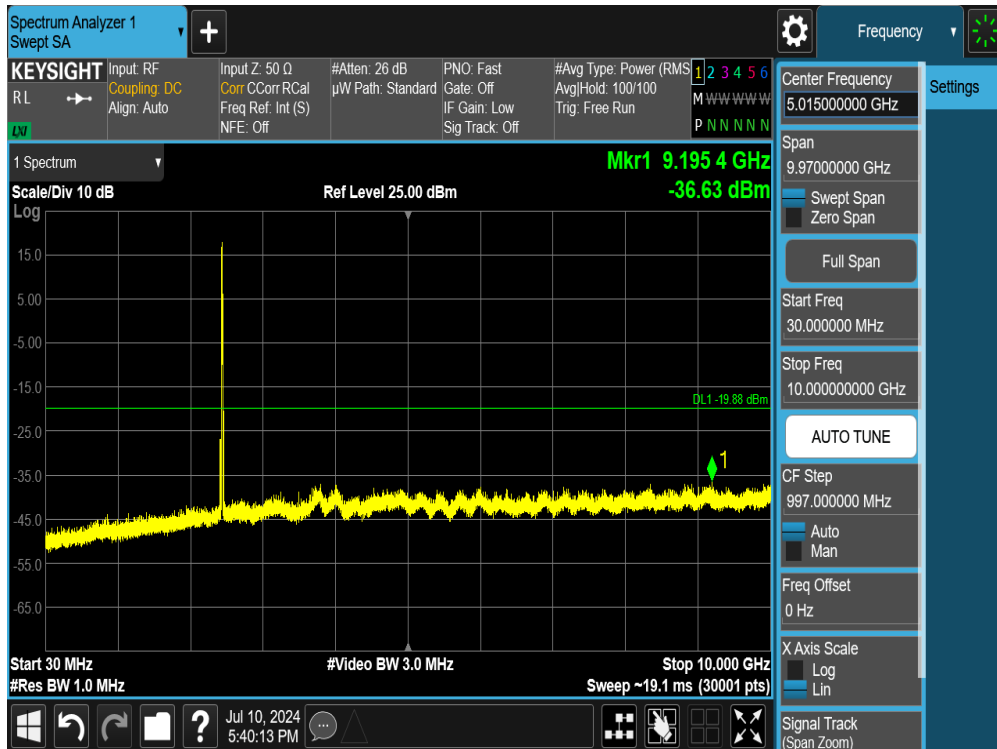 Spectrum Analyzer 1
Swept SA
+
Frequency
KEYSIGHT
R L
LXI
Input: RF
Coupling: DC
Align: Auto
Input Z: 50 Ω
Corr CCorr RCal
Freq Ref: Int (S)
NFE: Off
#Atten: 26 dB
µW Path: Standard
PNO: Fast
Gate: Off
IF Gain: Low
Sig Track: Off
#Avg Type: Power (RMS
Avg|Hold: 100/100
Trig: Free Run
1 2 3 4 5 6
M W W W W W W
P N N N N N
1 Spectrum
Mkr1 9.195 4 GHz
-36.63 dBm
Scale/Div 10 dB
Ref Level 25.00 dBm
Log
15.0
5.00
-5.00
-15.0
DL1 -19.88 dBm
-25.0
1
-35.0
-45.0
-55.0
-65.0
Start 30 MHz
#Video BW 3.0 MHz
Stop 10.000 GHz
#Res BW 1.0 MHz
Sweep ~19.1 ms (30001 pts)
Center Frequency
5.015000000 GHz
Span
9.97000000 GHz
Swept Span
Zero Span
Full Span
Start Freq
30.000000 MHz
Stop Freq
10.000000000 GHz
AUTO TUNE
CF Step
997.000000 MHz
Auto
Man
Freq Offset
0 Hz
X Axis Scale
Log
Lin
Signal Track
(Span Zoom)
Settings
?
Jul 10, 2024
5:40:13 PM